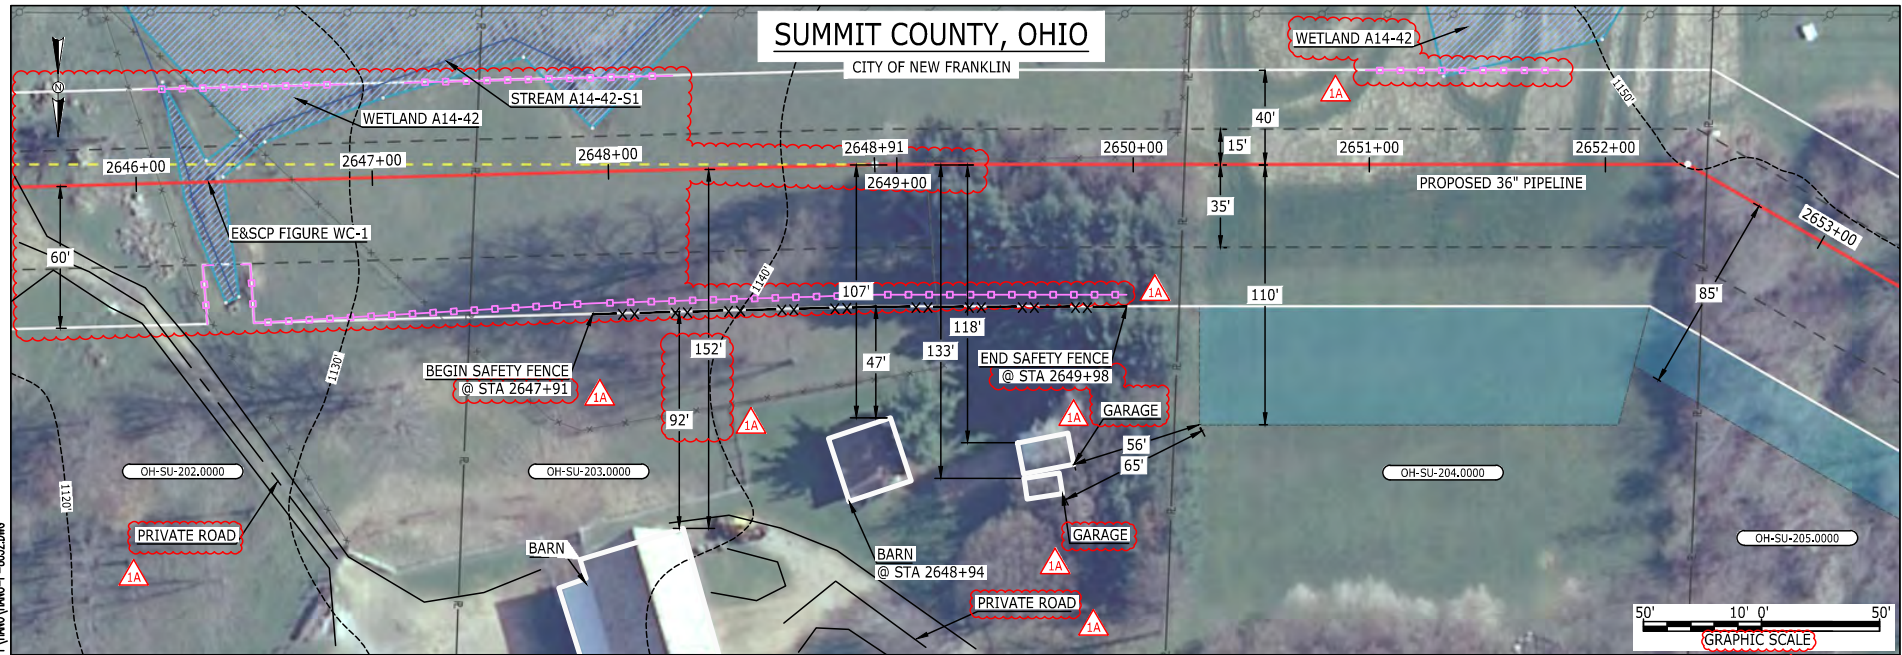 SUMMIT COUNTY, OHIO
CITY OF NEW FRANKLIN
WETLAND A14-42
1A
N
STREAM A14-42-S1
WETLAND A14-42
1150'
40'
15'
2646+00
2647+00
2648+00
2648+91
2649+00
2650+00
2651+00
2652+00
2653+00
PROPOSED 36" PIPELINE
35'
E&SCP FIGURE WC-1
60'
1140'
107'
1A
110'
85'
118'
133'
152'
47'
BEGIN SAFETY FENCE
@ STA 2647+91
1A
END SAFETY FENCE
@ STA 2649+98
1130'
92'
1A
1A
GARAGE
56'
65'
OH-SU-202.0000
OH-SU-203.0000
OH-SU-204.0000
1120'
PRIVATE ROAD
1A
BARN
BARN
@ STA 2648+94
GARAGE
1A
OH-SU-205.0000
PRIVATE ROAD
1A
50' 10' 0' 50'
GRAPHIC SCALE